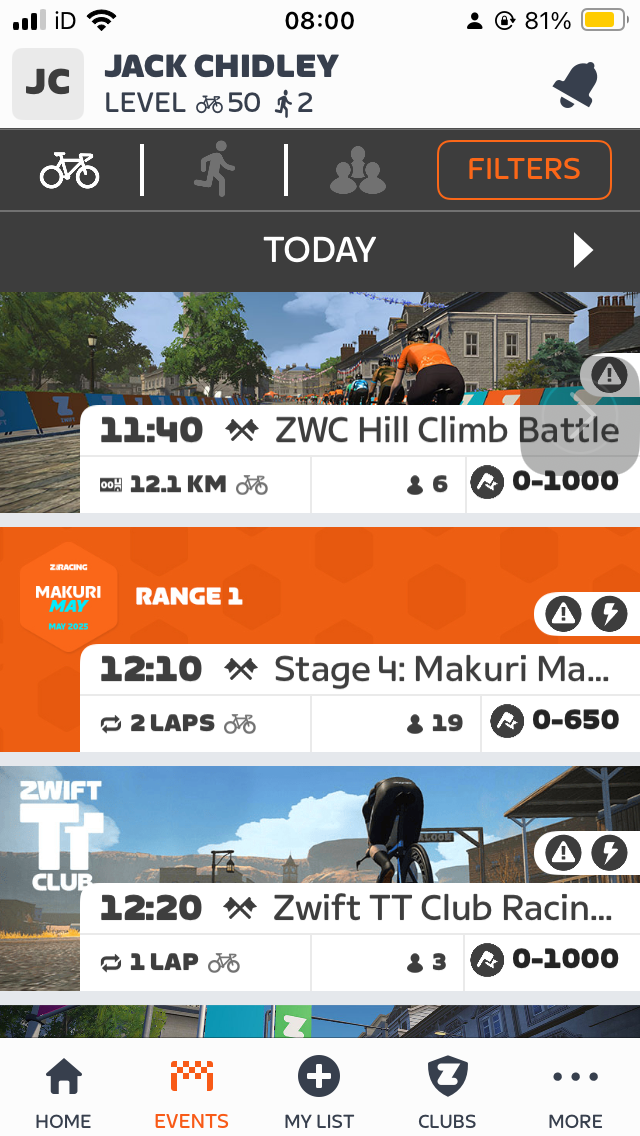 iD 08:00 81%
JC JACK CHIDLEY
LEVEL 50 2
FILTERS
TODAY
11:40 ZWC Hill Climb Battle
12.1 KM 6 0-1000
ZRACING
MAKURI
MAY
MAY 2025
RANGE 1
12:10 Stage 4: Makuri Ma...
2 LAPS 19 0-650
ZWIFT
TT
CLUB
SALOON
12:20 Zwift TT Club Racin...
1 LAP 3 0-1000
HOME EVENTS MY LIST CLUBS MORE